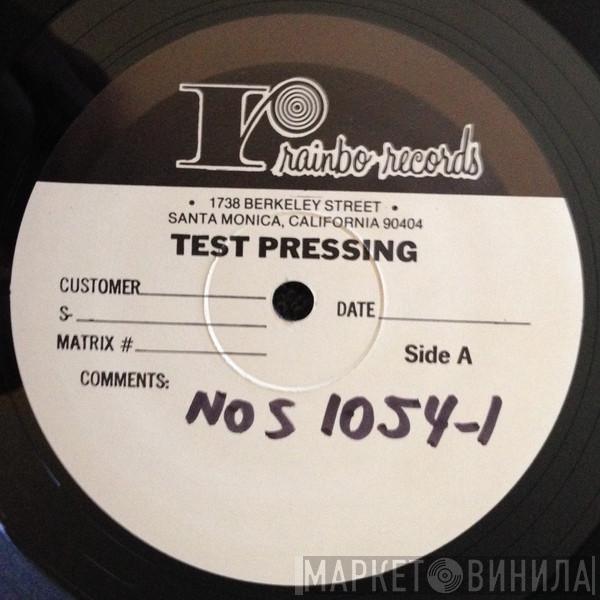 rainbo records
• 1738 BERKELEY STREET •
SANTA MONICA, CALIFORNIA 90404
TEST PRESSING
CUSTOMER
S-
DATE
MATRIX #
Side A
COMMENTS:
NOS 1054-1
МАРКЕТ ВИНИЛА